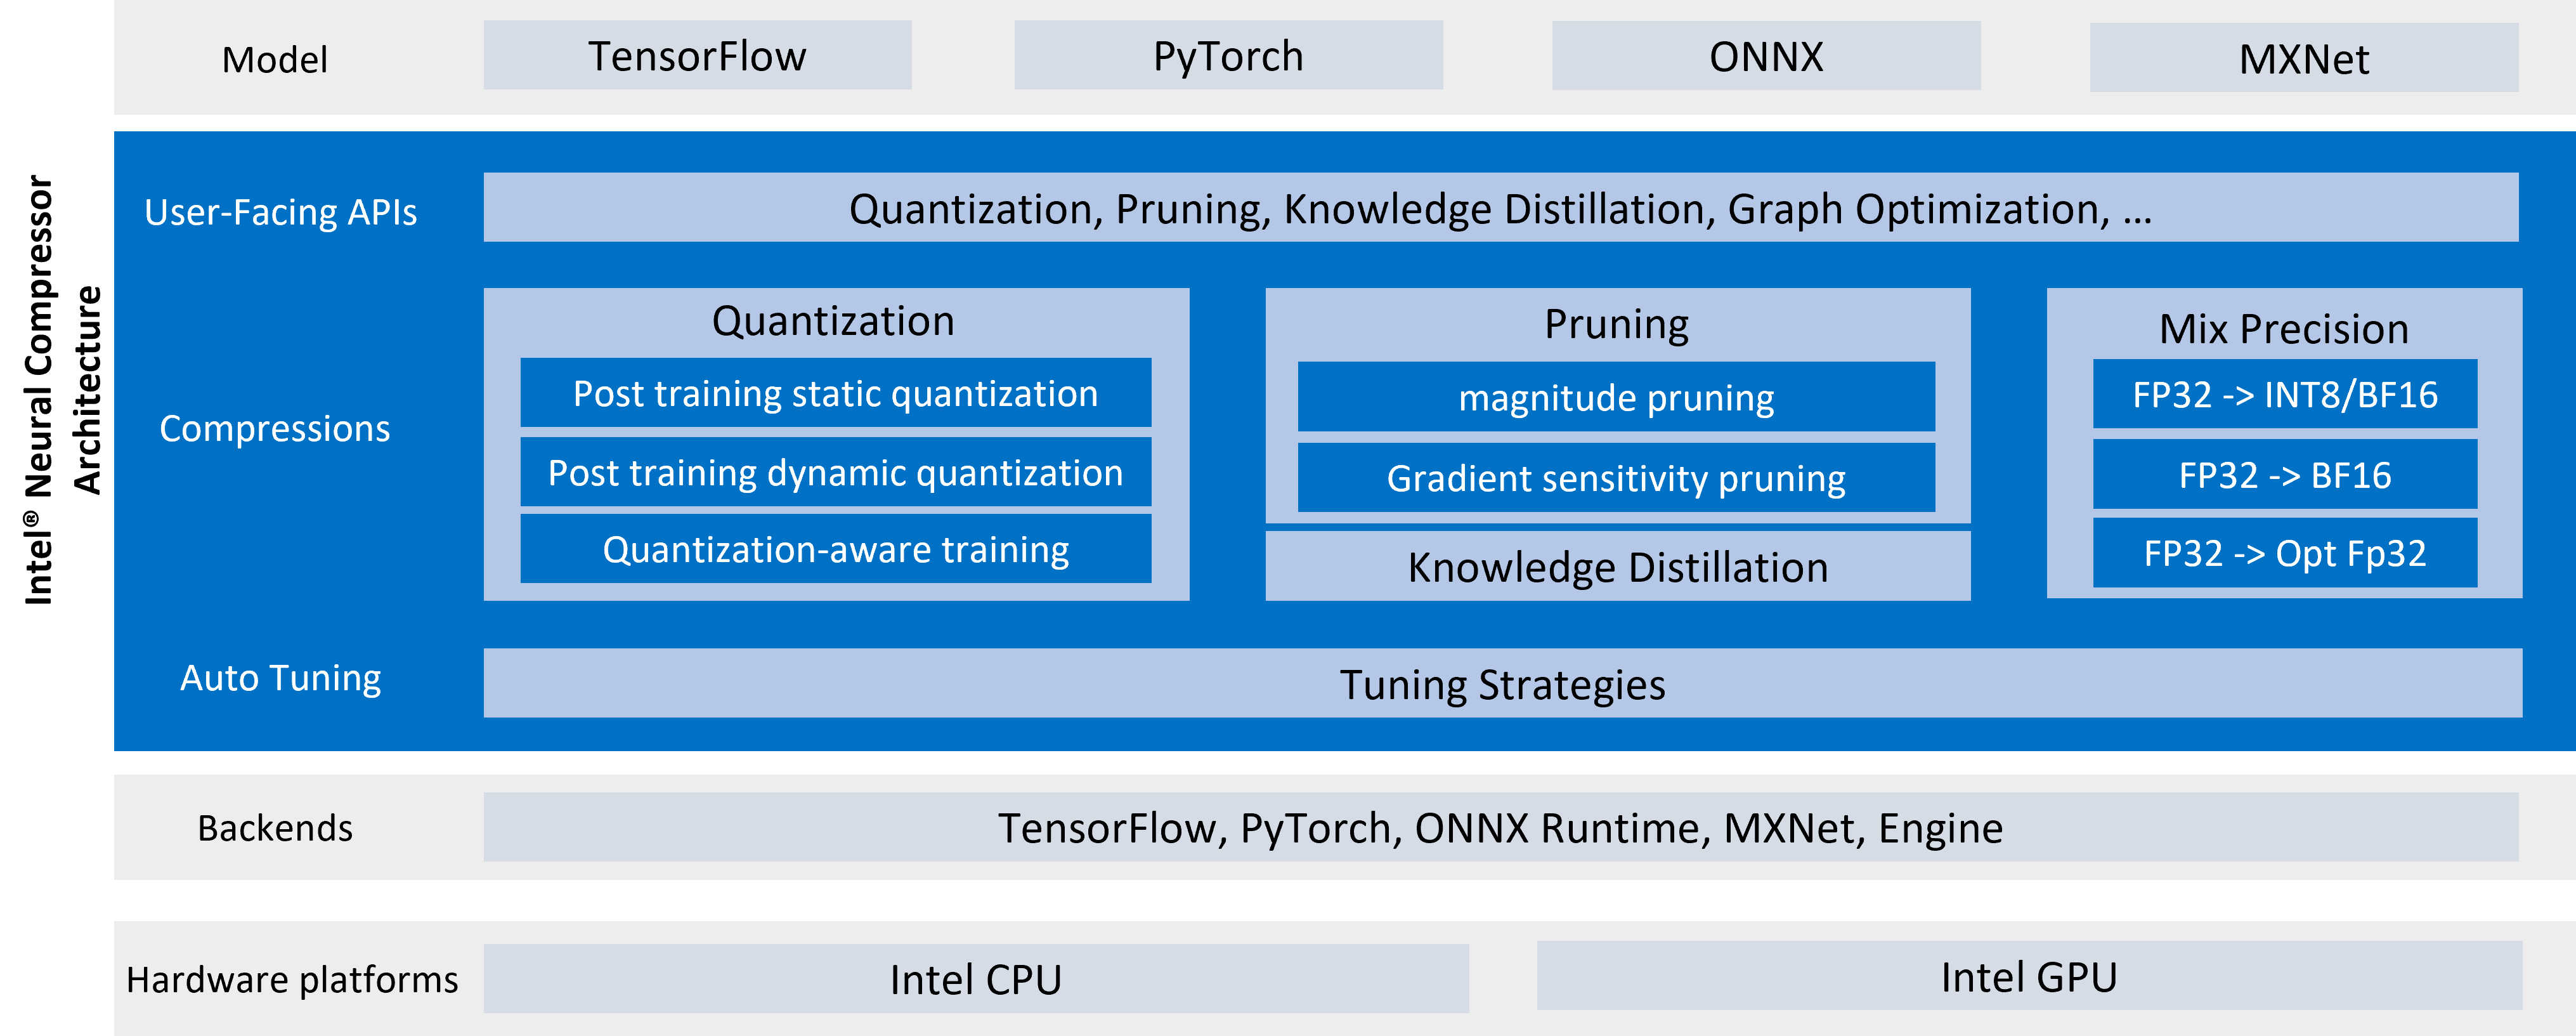 Model
TensorFlow
PyTorch
ONNX
MXNet
Intel® Neural Compressor
Architecture
User-Facing APIs
Quantization, Pruning, Knowledge Distillation, Graph Optimization, ...
Compressions
Quantization
Post training static quantization
Post training dynamic quantization
Quantization-aware training
Pruning
magnitude pruning
Gradient sensitivity pruning
Knowledge Distillation
Mix Precision
FP32 -> INT8/BF16
FP32 -> BF16
FP32 -> Opt Fp32
Auto Tuning
Tuning Strategies
Backends
TensorFlow, PyTorch, ONNX Runtime, MXNet, Engine
Hardware platforms
Intel CPU
Intel GPU